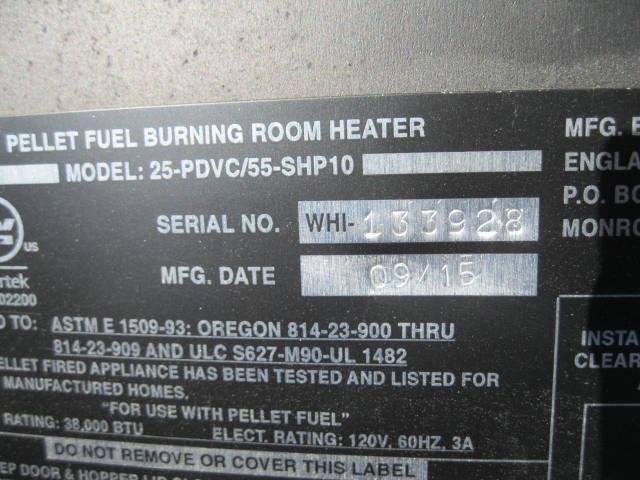 PELLET FUEL BURNING ROOM HEATER
MODEL: 25-PDVC/55-SHP10
SERIAL NO. WHI-133928
MFG. DATE 09/15
MFG.
ENGLA
P.O. BO
MONRO
US
rtek
02200
D TO: ASTM E 1509-93: OREGON 814-23-900 THRU
814-23-909 AND ULC S627-M90-UL 1482
ELLET FIRED APPLIANCE HAS BEEN TESTED AND LISTED FOR
MANUFACTURED HOMES.
"FOR USE WITH PELLET FUEL"
RATING: 38,000 BTU ELECT. RATING: 120V, 60HZ, 3A
DO NOT REMOVE OR COVER THIS LABEL
EP DOOR & HOPPER LID
INSTA
CLEAR